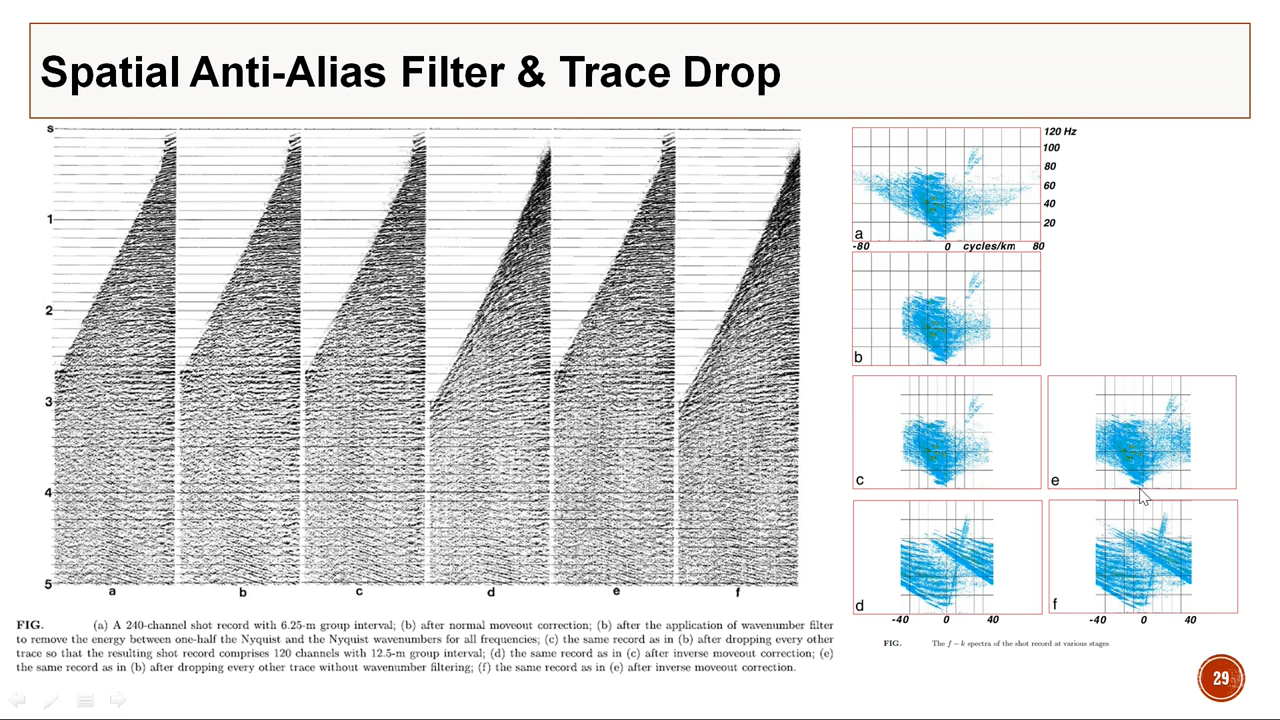 Spatial Anti-Alias Filter & Trace Drop
s
1
2
3
4
5
a b c d e f
120 Hz
100
80
60
40
20
a
-80 0 cycles/km 80
b
c
e
d
f
-40 0 40 -40 0 40
FIG. (a) A 240-channel shot record with 6.25-m group interval; (b) after normal moveout correction; (b) after the application of wavenumber filter
to remove the energy between one-half the Nyquist and the Nyquist wavenumbers for all frequencies; (c) the same record as in (b) after dropping every other
trace so that the resulting shot record comprises 120 channels with 12.5-m group interval; (d) the same record as in (c) after inverse moveout correction; (e)
the same record as in (b) after dropping every other trace without wavenumber filtering; (f) the same record as in (e) after inverse moveout correction.
FIG. The f – k spectra of the shot record at various stages
29